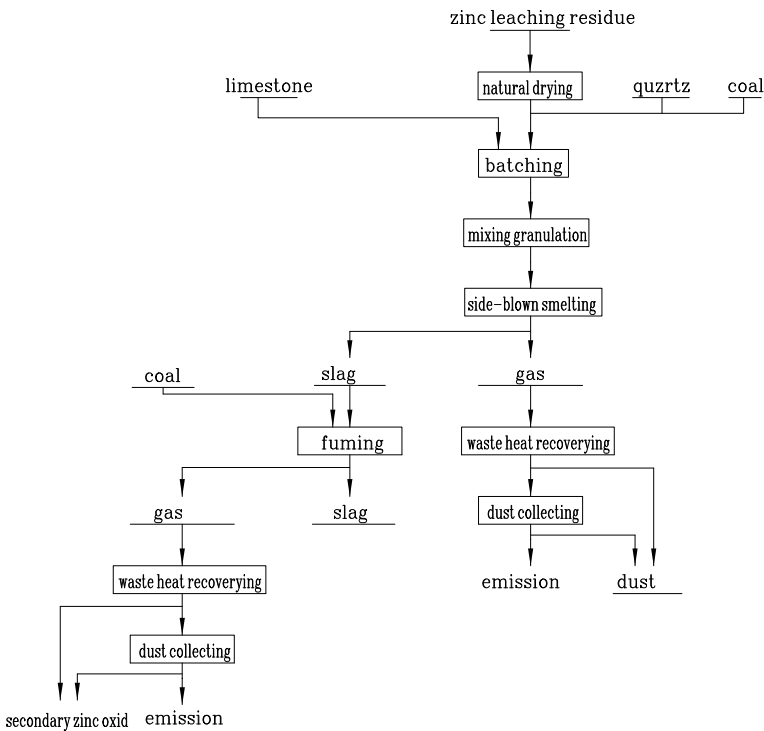 zinc leaching residue
limestone
natural drying
quzrtz
coal
batching
mixing granulation
side-blown smelting
coal
slag
gas
fuming
waste heat recoverying
gas
slag
dust collecting
waste heat recoverying
emission
dust
dust collecting
secondary zinc oxid
emission